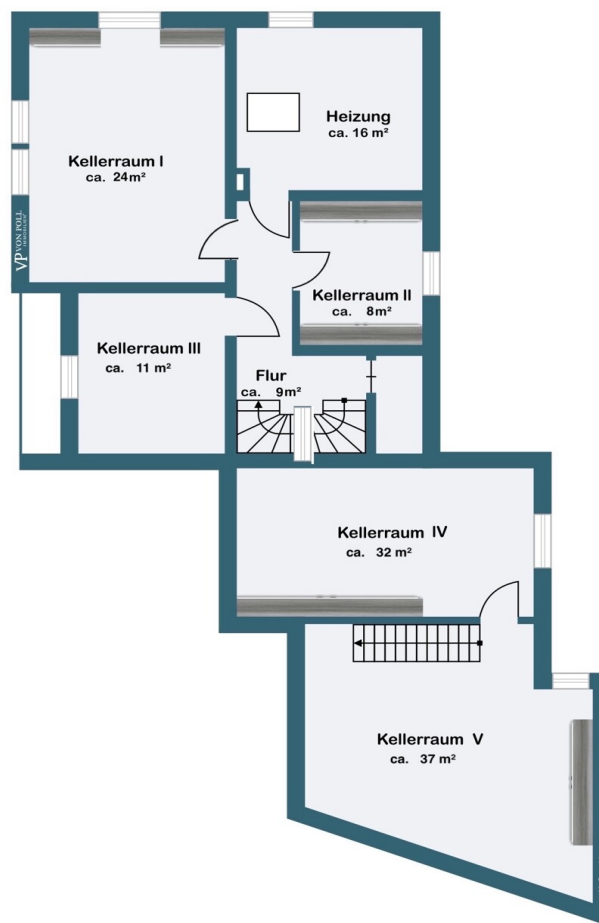 Heizung
ca. 16 m²
Kellerraum I
ca. 24m²
VP VON POLL
IMMOBILIEN
Kellerraum II
ca. 8m²
Kellerraum III
ca. 11 m²
Flur
ca. 9m²
Kellerraum IV
ca. 32 m²
Kellerraum V
ca. 37 m²